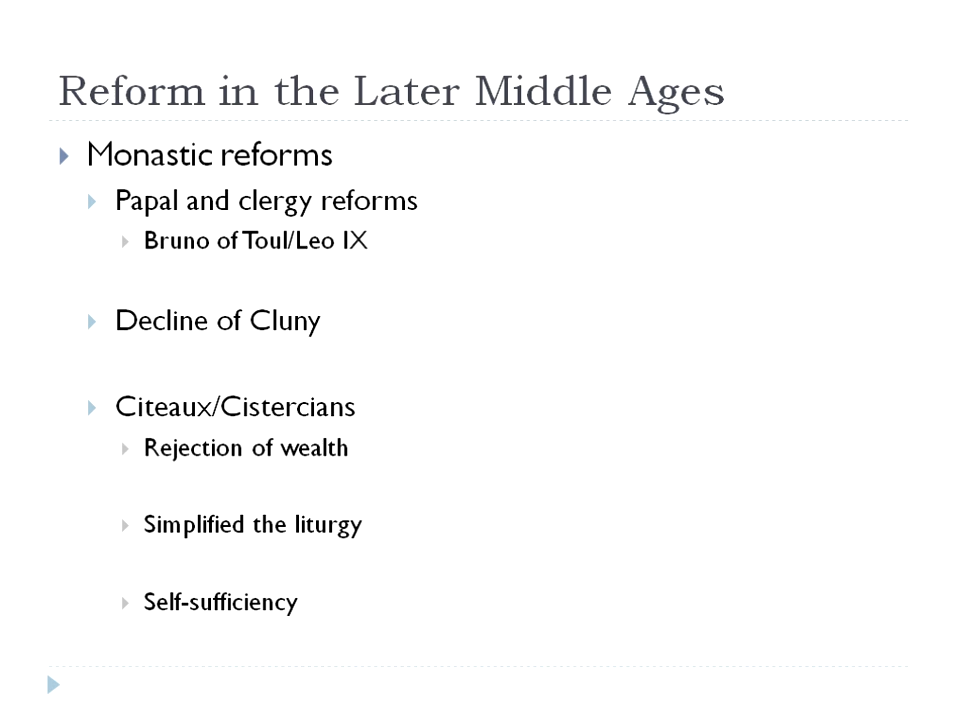 Reform in the Later Middle Ages
Monastic reforms
Papal and clergy reforms
Bruno of Toul/Leo IX
Decline of Cluny
Citeaux/Cistercians
Rejection of wealth
Simplified the liturgy
Self-sufficiency